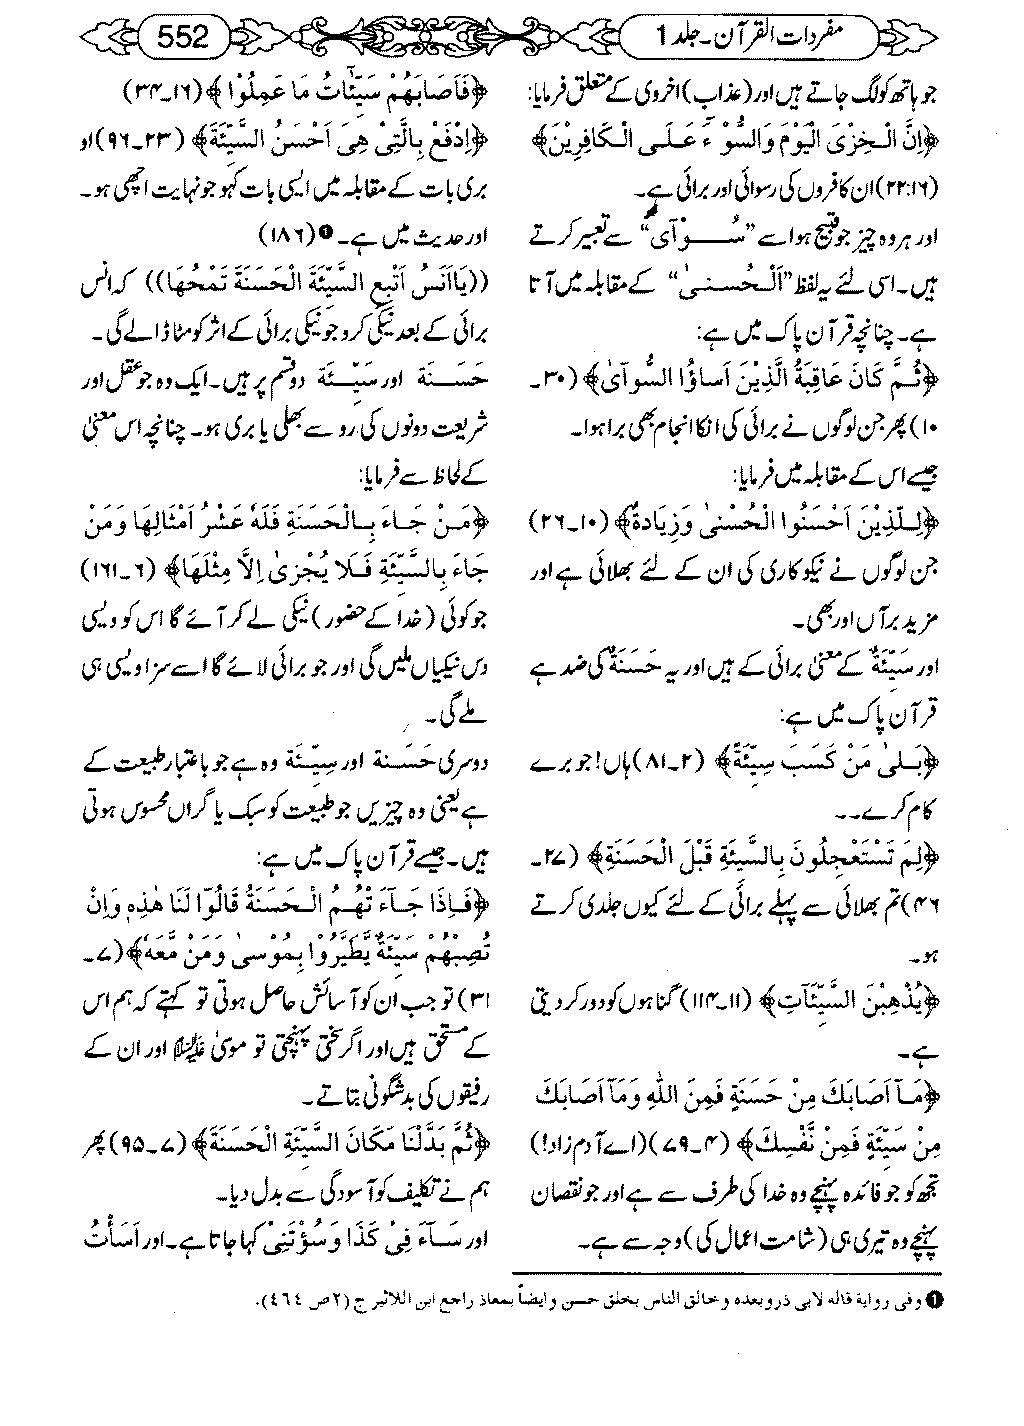 مفردات القرآن۔جلد 1
552
جو ہاتھ کو لگ جاتے ہیں اور (عذاب) اخروی کے متعلق فرمایا:
﴿اِنَّ الْخِزْیَ الْیَوْمَ وَالسُّوْٓءَ عَلَی الْکَافِرِیْنَ﴾
(۲۲:۱۶) ان کافروں کی رسوائی اور برائی ہے۔
اور ہر وہ چیز جو قبیح ہو اسے ”سُوْآی“ سے تعبیر کرتے
ہیں۔ اسی لئے یہ لفظ ”اَلْحُسنیٰ“ کے مقابلہ میں آتا
ہے۔ چنانچہ قرآن پاک میں ہے:
﴿ثُمَّ کَانَ عَاقِبَةُ الَّذِیْنَ اَسَاؤُا السُّوآیٰ﴾ (۳۰۔
۱۰) پھر جن لوگوں نے برائی کی انکا انجام بھی برا ہوا۔
جیسے اس کے مقابلہ میں فرمایا:
﴿لِلَّذِیْنَ اَحْسَنُوا الْحُسْنیٰ وَزِیَادةٌ﴾ (۱۰۔۲۶)
جن لوگوں نے نیکو کاری کی ان کے لئے بھلائی ہے اور
مزید برآں اور بھی۔
اور سَیِّئَةٌ کے معنیٰ برائی کے ہیں اور یہ حَسَنَةٌ کی ضد ہے
قرآن پاک میں ہے:
﴿بَلیٰ مَنْ کَسَبَ سِیِّئَةً﴾ (۲۔۸۱) ہاں! جو برے
کام کرے۔۔
﴿لِمَ تَسْتَعْجِلُونَ بِالسَّیِئَةِ قَبْلَ الْحَسَنَةِ﴾ (۲۷۔
۴۶) تم بھلائی سے پہلے برائی کے لئے کیوں جلدی کرتے
ہو۔
﴿یُذْهِبْنَ السَّیِّئَآتِ﴾ (۱۱۔۱۱۴) گناہوں کو دور کر دیتی
ہے۔
﴿مَآ اَصَابَكَ مِنْ حَسَنَةٍ فَمِنَ اللّٰهِ وَمَآ اَصَابَكَ
مِنْ سَیِّئَةٍ فَمِنْ نَّفْسِكَ﴾ (۴۔۷۹) (اے آدم زاد!)
تجھ کو جو فائدہ پہنچے وہ خدا کی طرف سے ہے اور جو نقصان
پہنچے وہ تیری ہی (شامت اعمال کی) وجہ سے ہے۔
﴿فَاَصَابَهُمْ سَیِّئَاتُ مَا عَمِلُوْا﴾ (۱۶۔۳۴)
﴿اِدْفَعْ بِالَّتِیْ هِیَ اَحْسَنُ السَّیِّئَةَ﴾ (۲۳۔۹۶) او
بری بات کے مقابلہ میں ایسی بات کہو جو نہایت اچھی ہو۔
اور حدیث میں ہے۔❶ (۱۸۶)
((یَااَنَسُ اَتْبِعِ السَّیِّئَةَ الْحَسَنَةَ تَمْحُهَا)) کہ انس
برائی کے بعد نیکی کرو جو نیکی برائی کے اثر کو مٹا ڈالے گی۔
حَسَنَة اور سَیِّئَة دو قسم پر ہیں۔ ایک وہ جو عقل اور
شریعت دونوں کی رو سے بھلی یا بری ہو۔ چنانچہ اس معنیٰ
کے لحاظ سے فرمایا:
﴿مَنْ جَاءَ بِالْحَسَنَةِ فَلَهٗ عَشْرُ اَمْثَالِهَا وَمَنْ
جَاءَ بِالسَّیِّئَةِ فَلَا یُجْزیٰ اِلَّا مِثْلَهَا﴾ (۶۔۱۶۱)
جو کوئی (خدا کے حضور) نیکی لے کر آئے گا اس کو ویسی
دس نیکیاں ملیں گی اور جو برائی لائے گا اسے سزا ویسی ہی
ملے گی۔
دوسری حَسَنة اور سِیّئَة وہ ہے جو باعتبار طبیعت کے
ہے یعنی وہ چیزیں جو طبیعت کو سبک یا گراں محسوس ہوتی
ہیں۔ جیسے قرآن پاک میں ہے:
﴿فَاِذَا جَآءَ تْهُمُ الْحَسَنَةُ قَالُوْا لَنَا هٰذِهٖ وَاِنْ
تُصِبْهُمْ سَیِئَةٌ یَّطَّیَّرُوا بِمُوْسیٰ وَمَنْ مَّعَهٗ﴾ (۷۔
۳۱) تو جب ان کو آسائش حاصل ہوتی تو کہتے کہ ہم اس
کے مستحق ہیں اور اگر سختی پہنچتی تو موسیٰ علیہ السلام اور ان کے
رفیقوں کی بدشگونی بتاتے۔
﴿ثُمَّ بَدَّلْنَا مَکَانَ السَّیِّئَةِ الْحَسَنَةَ﴾ (۷۔۹۵) پھر
ہم نے تکلیف کو آسودگی سے بدل دیا۔
اور سَآءَ فِیْ کَذَا وَسُؤْتَنِیْ کہا جاتا ہے۔ اور اَسَأْتُ
❶ وفی روایة قاله لابی ذر وبعده وخالق الناس بخلق حسن وایضاً بمعاذ راجع ابن اللاثیر ج (۲ ص ٤٦٤).